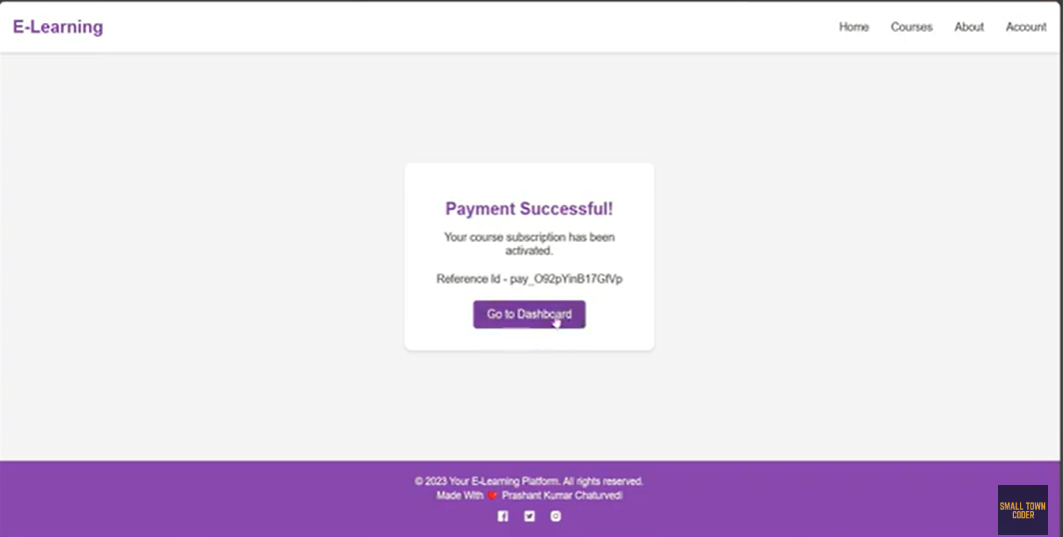 E-Learning
Home Courses About Account
Payment Successful!
Your course subscription has been
activated.
Reference Id - pay_O92pYinB17GfVp
Go to Dashboard
© 2023 Your E-Learning Platform. All rights reserved.
Made With ❤️ Prashant Kumar Chaturvedi
SMALL TOWN
CODER